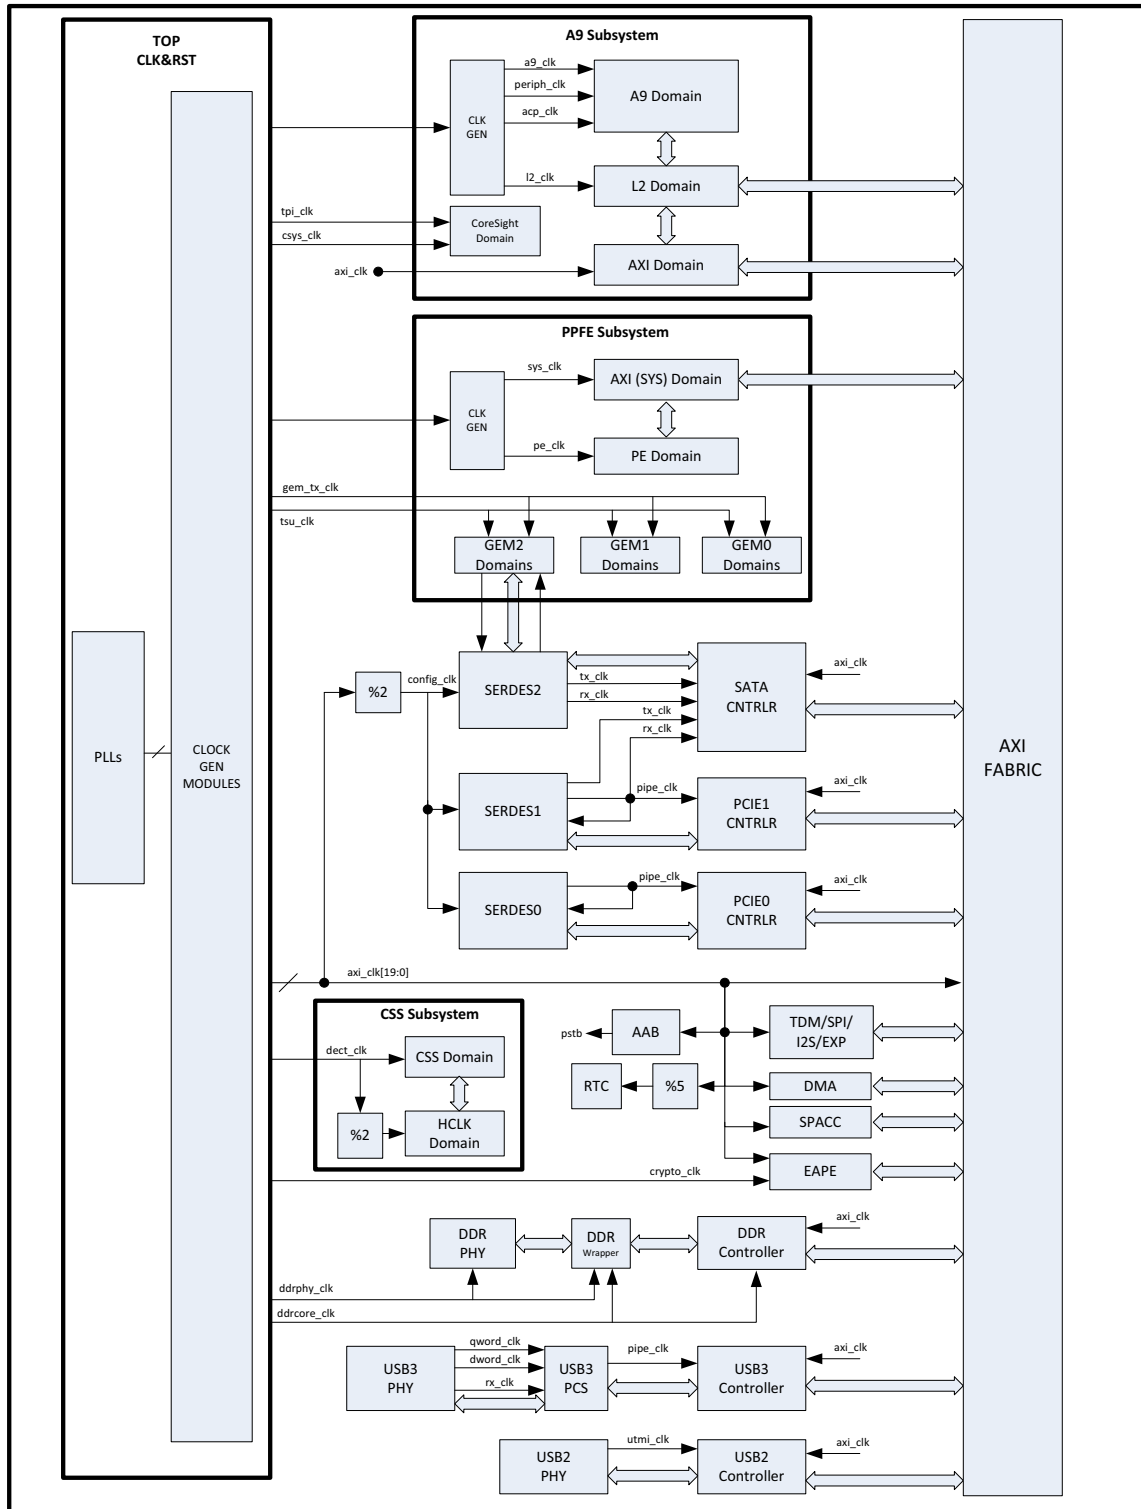 TOP
CLK&RST
CLOCK
GEN
MODULES
PLLs
A9 Subsystem
CLK
GEN
a9_clk
periph_clk
acp_clk
l2_clk
A9 Domain
L2 Domain
tpi_clk
csys_clk
CoreSight
Domain
axi_clk
AXI Domain
AXI
FABRIC
PPFE Subsystem
CLK
GEN
sys_clk
AXI (SYS) Domain
pe_clk
PE Domain
gem_tx_clk
tsu_clk
GEM2
Domains
GEM1
Domains
GEM0
Domains
%2
config_clk
SERDES2
tx_clk
rx_clk
tx_clk
rx_clk
SATA
CNTRLR
axi_clk
SERDES1
pipe_clk
PCIE1
CNTRLR
axi_clk
SERDES0
pipe_clk
PCIE0
CNTRLR
axi_clk
axi_clk[19:0]
CSS Subsystem
dect_clk
CSS Domain
%2
HCLK
Domain
pstb
AAB
TDM/SPI/
I2S/EXP
RTC
%5
DMA
SPACC
crypto_clk
EAPE
DDR
PHY
DDR
Wrapper
DDR
Controller
axi_clk
ddrphy_clk
ddrcore_clk
USB3
PHY
qword_clk
dword_clk
rx_clk
USB3
PCS
pipe_clk
USB3
Controller
axi_clk
USB2
PHY
utmi_clk
USB2
Controller
axi_clk